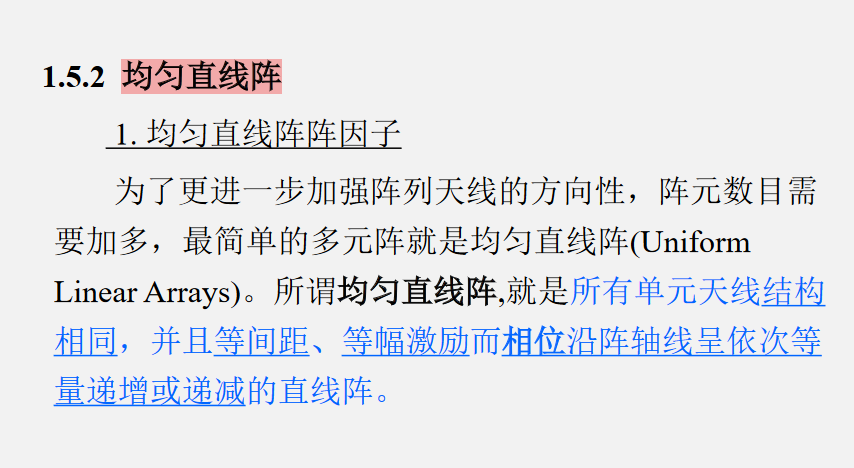 1.5.2 均匀直线阵
1. 均匀直线阵阵因子
为了更进一步加强阵列天线的方向性，阵元数目需
要加多，最简单的多元阵就是均匀直线阵(Uniform
Linear Arrays)。所谓均匀直线阵,就是所有单元天线结构
相同，并且等间距、等幅激励而相位沿阵轴线呈依次等
量递增或递减的直线阵。